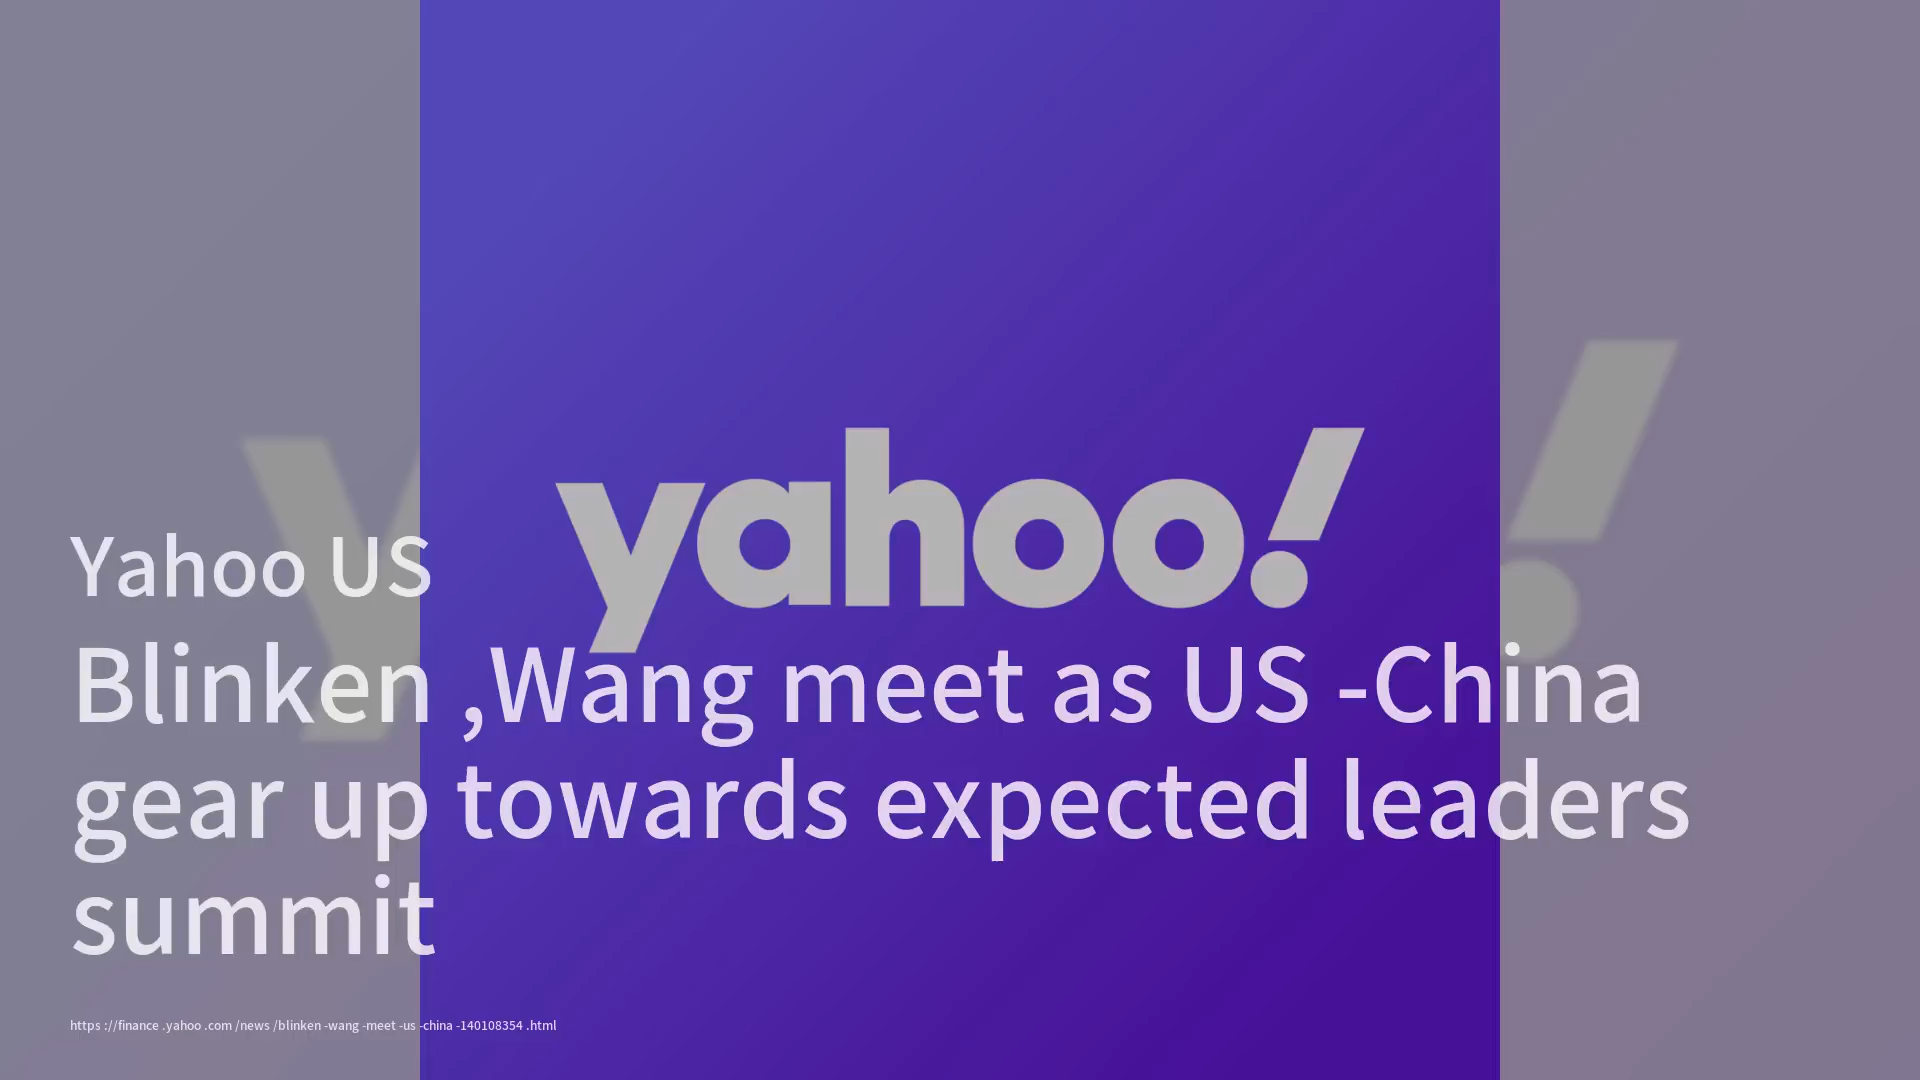 yahoo!
Yahoo US
Blinken ,Wang meet as US -China
gear up towards expected leaders
summit
https ://finance .yahoo .com /news /blinken -wang -meet -us -china -140108354 .html